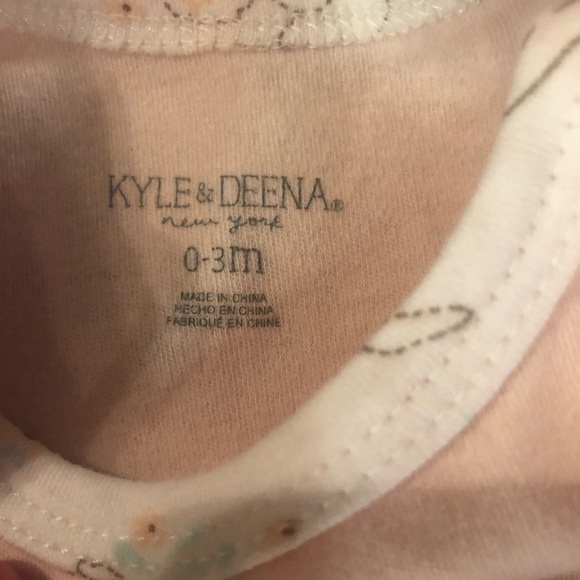 KYLE & DEENA®
new york
0-3m
MADE IN CHINA
HECHO EN CHINA
FABRIQUÉ EN CHINE